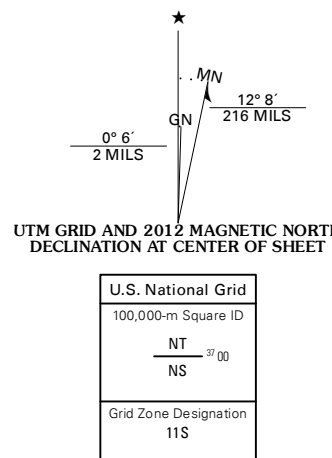 ★
MN
12° 8´
216 MILS
GN
0° 6´
2 MILS
UTM GRID AND 2012 MAGNETIC NORTH
DECLINATION AT CENTER OF SHEET
U.S. National Grid
100,000-m Square ID
NT
37 00
NS
Grid Zone Designation
11S